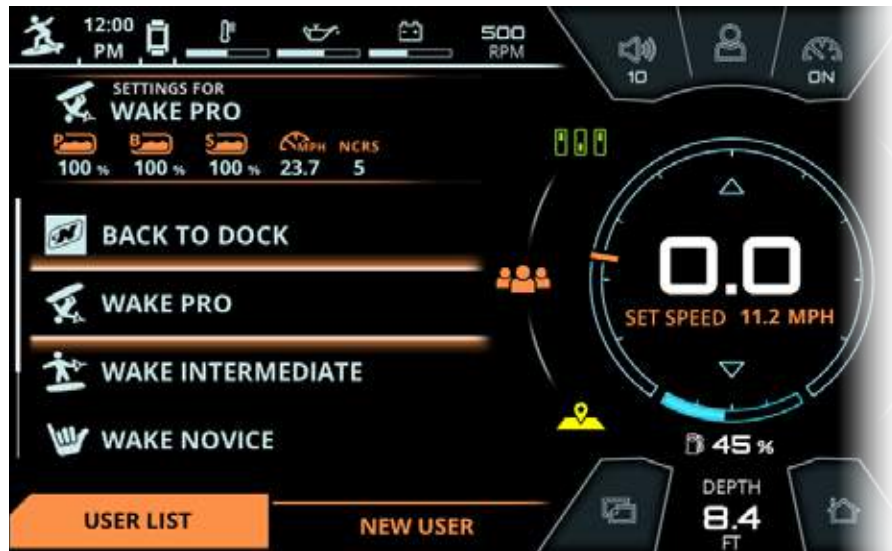 12:00
PM
500
RPM
10
ON
SETTINGS FOR
WAKE PRO
P B S MPH NCRS
100 % 100 % 100 % 23.7 5
BACK TO DOCK
WAKE PRO
WAKE INTERMEDIATE
WAKE NOVICE
USER LIST
NEW USER
0.0
SET SPEED 11.2 MPH
45 %
DEPTH
8.4
FT